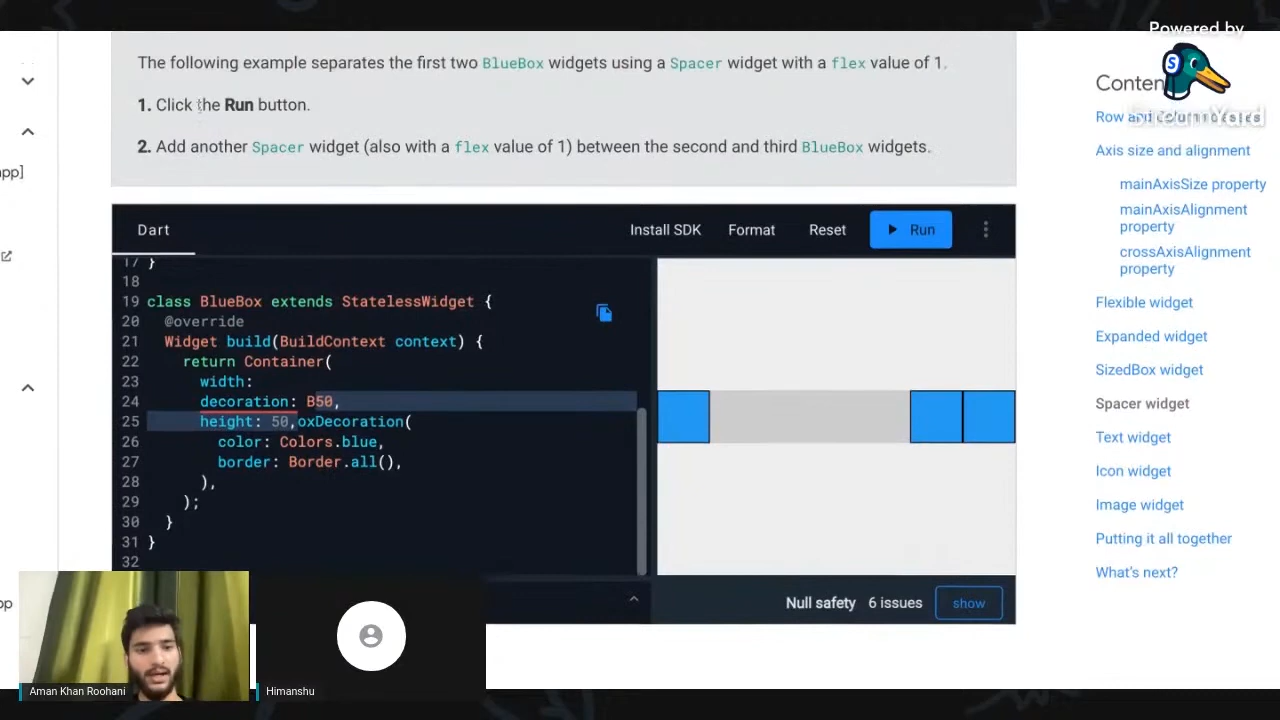 Powered by
StreamYard
The following example separates the first two BlueBox widgets using a Spacer widget with a flex value of 1.
1. Click the Run button.
2. Add another Spacer widget (also with a flex value of 1) between the second and third BlueBox widgets.
app]
Dart
Install SDK
Format
Reset
Run
17 }
18
19 class BlueBox extends StatelessWidget {
20 @override
21 Widget build(BuildContext context) {
22 return Container(
23 width:
24 decoration: B50,
25 height: 50,oxDecoration(
26 color: Colors.blue,
27 border: Border.all(),
28 ),
29 );
30 }
31 }
32
Null safety
6 issues
show
Axis size and alignment
mainAxisSize property
mainAxisAlignment
property
crossAxisAlignment
property
Flexible widget
Expanded widget
SizedBox widget
Spacer widget
Text widget
Icon widget
Image widget
Putting it all together
What's next?
Aman Khan Roohani
Himanshu